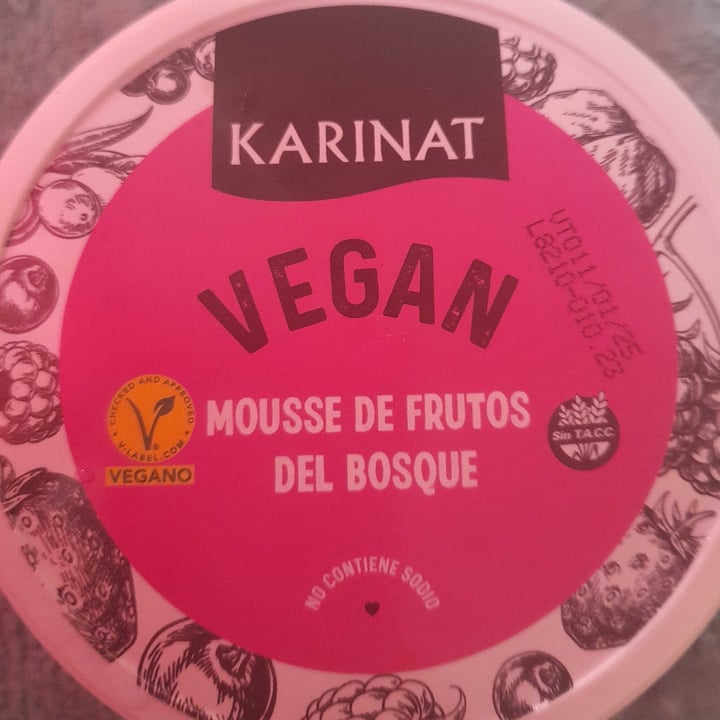 KARINAT
VEGAN
VTO11/01/25
L8210-010.23
CHECKED AND APPROVED
V-LABEL.COM
VEGANO
MOUSSE DE FRUTOS
DEL BOSQUE
Sin T.A.C.C.
NO CONTIENE SODIO